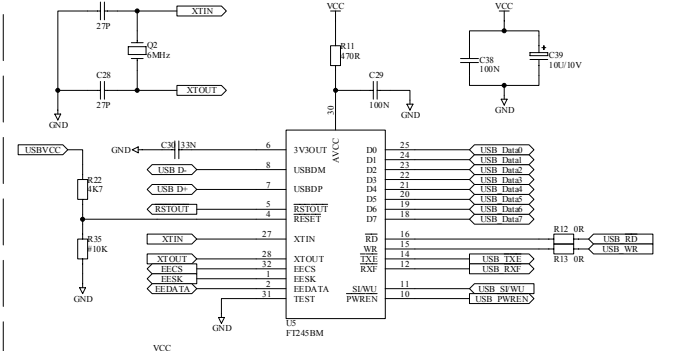 XTIN
27P
Q2
6MHz
C28
27P
XTOUT
GND
VCC
R11
470R
C29
100N
GND
30
VCC
C38
100N
C39
10U/10V
GND
USBVCC
R22
4K7
R35
#10K
GND
GND
C30 33N
USB D-
USB D+
RSTOUT
XTIN
XTOUT
EECS
EESK
EEDATA
GND
6 3V3OUT
8 USBDM
7 USBDP
5 RSTOUT
4 RESET
27 XTIN
28 XTOUT
32 EECS
1 EESK
2 EEDATA
31 TEST
AVCC
D0 25 USB Data0
D1 24 USB Data1
D2 23 USB Data2
D3 22 USB Data3
D4 21 USB Data4
D5 20 USB Data5
D6 19 USB Data6
D7 18 USB Data7
RD 16 R12 0R USB RD
WR 15 R13 0R USB WR
TXE 14 USB TXE
RXF 12 USB RXF
SI/WU 11 USB SI/WU
PWREN 10 USB PWREN
U5
FT245BM
VCC